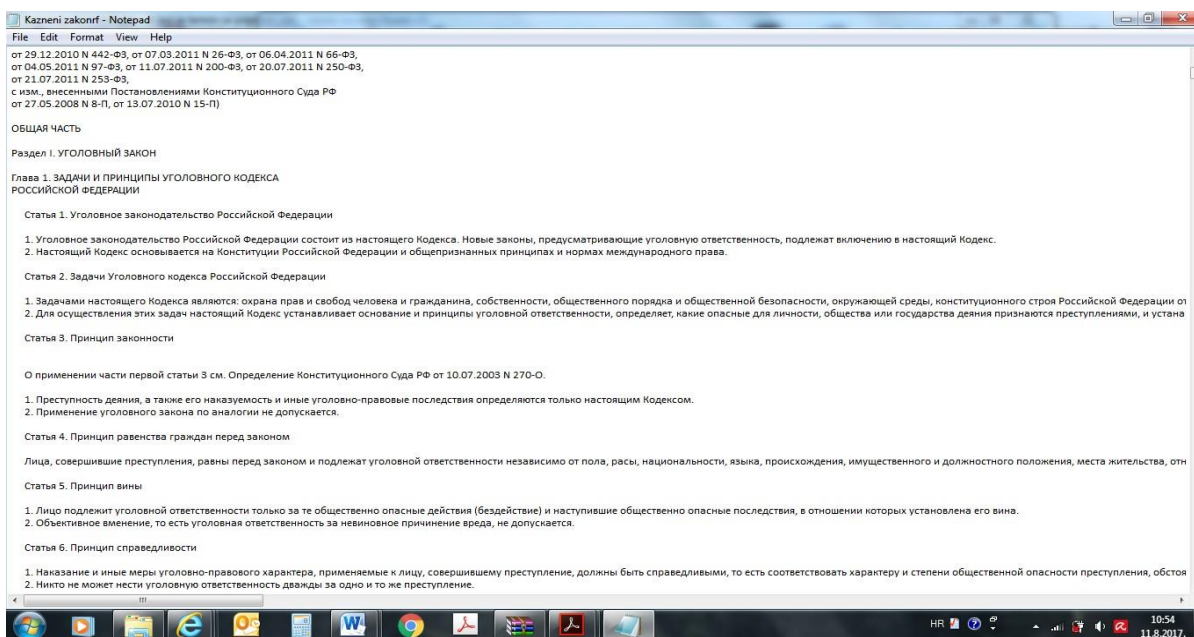 Kazneni zakonrf - Notepad
File Edit Format View Help
от 29.12.2010 N 442-ФЗ, от 07.03.2011 N 26-ФЗ, от 06.04.2011 N 66-ФЗ,
от 04.05.2011 N 97-ФЗ, от 11.07.2011 N 200-ФЗ, от 20.07.2011 N 250-ФЗ,
от 21.07.2011 N 253-ФЗ,
с изм., внесенными Постановлениями Конституционного Суда РФ
от 27.05.2008 N 8-П, от 13.07.2010 N 15-П)
ОБЩАЯ ЧАСТЬ
Раздел I. УГОЛОВНЫЙ ЗАКОН
Глава 1. ЗАДАЧИ И ПРИНЦИПЫ УГОЛОВНОГО КОДЕКСА
РОССИЙСКОЙ ФЕДЕРАЦИИ
Статья 1. Уголовное законодательство Российской Федерации
1. Уголовное законодательство Российской Федерации состоит из настоящего Кодекса. Новые законы, предусматривающие уголовную ответственность, подлежат включению в настоящий Кодекс.
2. Настоящий Кодекс основывается на Конституции Российской Федерации и общепризнанных принципах и нормах международного права.
Статья 2. Задачи Уголовного кодекса Российской Федерации
1. Задачами настоящего Кодекса являются: охрана прав и свобод человека и гражданина, собственности, общественного порядка и общественной безопасности, окружающей среды, конституционного строя Российской Федерации от
2. Для осуществления этих задач настоящий Кодекс устанавливает основание и принципы уголовной ответственности, определяет, какие опасные для личности, общества или государства деяния признаются преступлениями, и устана
Статья 3. Принцип законности
О применении части первой статьи 3 см. Определение Конституционного Суда РФ от 10.07.2003 N 270-О.
1. Преступность деяния, а также его наказуемость и иные уголовно-правовые последствия определяются только настоящим Кодексом.
2. Применение уголовного закона по аналогии не допускается.
Статья 4. Принцип равенства граждан перед законом
Лица, совершившие преступления, равны перед законом и подлежат уголовной ответственности независимо от пола, расы, национальности, языка, происхождения, имущественного и должностного положения, места жительства, отн
Статья 5. Принцип вины
1. Лицо подлежит уголовной ответственности только за те общественно опасные действия (бездействие) и наступившие общественно опасные последствия, в отношении которых установлена его вина.
2. Объективное вменение, то есть уголовная ответственность за невиновное причинение вреда, не допускается.
Статья 6. Принцип справедливости
1. Наказание и иные меры уголовно-правового характера, применяемые к лицу, совершившему преступление, должны быть справедливыми, то есть соответствовать характеру и степени общественной опасности преступления, обстоя
2. Никто не может нести уголовную ответственность дважды за одно и то же преступление.
HR
10:54
11.8.2017